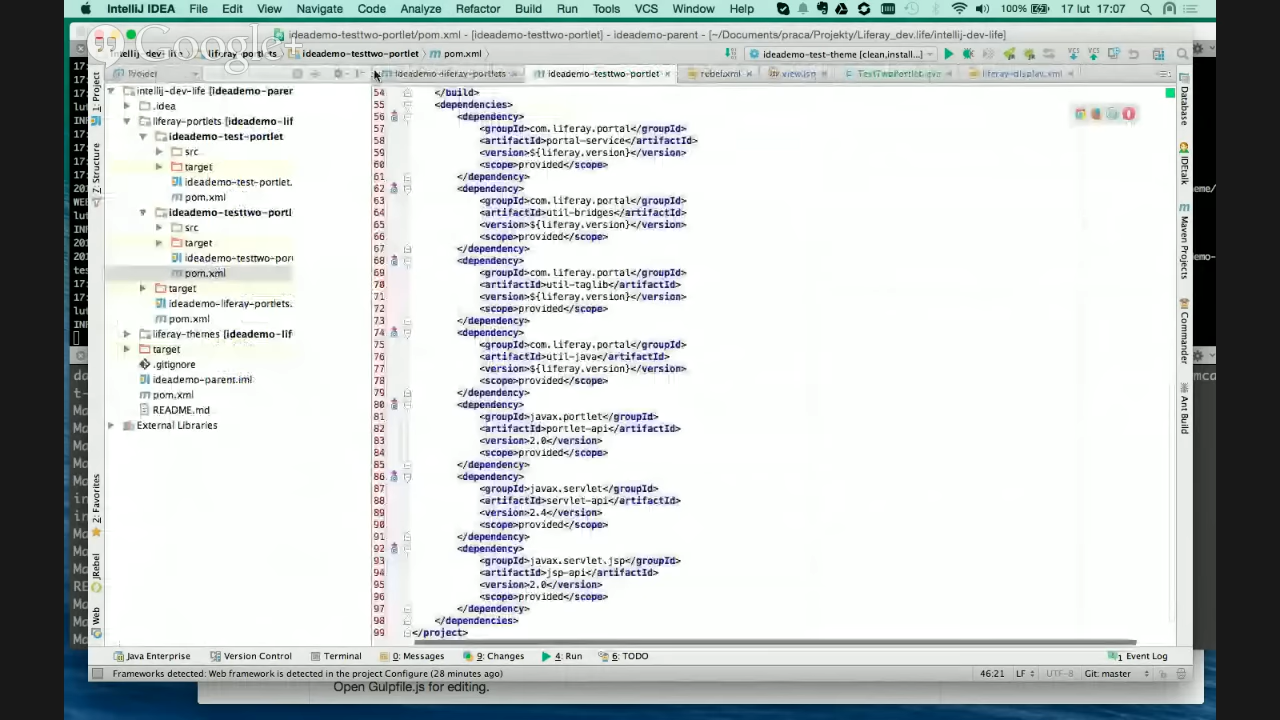 IntelliJ IDEA File Edit View Navigate Code Analyze Refactor Build Run Tools VCS Window Help 100% 17 lut 17:07
Google+
ideademo-testtwo-portlet/pom.xml - [ideademo-testtwo-portlet] - ideademo-parent - [~/Documents/praca/Projects/Liferay_dev.life/intellij-dev-life]
intellij-dev-life liferay-portlets ideademo-testtwo-portlet pom.xml ideademo-test-theme [clean,install...]
Project ideademo-liferay-portlets ideademo-testtwo-portlet rebel.xml view.jsp TestTwoPortlet.java liferay-display.xml
intellij-dev-life [ideademo-paren
.idea
liferay-portlets [ideademo-liferay
ideademo-test-portlet
src
target
ideademo-test-portlet.
pom.xml
ideademo-testtwo-portl
src
target
ideademo-testtwo-por
pom.xml
target
ideademo-liferay-portlets.
pom.xml
liferay-themes [ideademo-lif
target
.gitignore
ideademo-parent.iml
pom.xml
README.md
External Libraries
1: Project
Z: Structure
2: Favorites
JRebel
Web
54 </build>
55 <dependencies>
56 <dependency>
57 <groupId>com.liferay.portal</groupId>
58 <artifactId>portal-service</artifactId>
59 <version>${liferay.version}</version>
60 <scope>provided</scope>
61 </dependency>
62 <dependency>
63 <groupId>com.liferay.portal</groupId>
64 <artifactId>util-bridges</artifactId>
65 <version>${liferay.version}</version>
66 <scope>provided</scope>
67 </dependency>
68 <dependency>
69 <groupId>com.liferay.portal</groupId>
70 <artifactId>util-taglib</artifactId>
71 <version>${liferay.version}</version>
72 <scope>provided</scope>
73 </dependency>
74 <dependency>
75 <groupId>com.liferay.portal</groupId>
76 <artifactId>util-java</artifactId>
77 <version>${liferay.version}</version>
78 <scope>provided</scope>
79 </dependency>
80 <dependency>
81 <groupId>javax.portlet</groupId>
82 <artifactId>portlet-api</artifactId>
83 <version>2.0</version>
84 <scope>provided</scope>
85 </dependency>
86 <dependency>
87 <groupId>javax.servlet</groupId>
88 <artifactId>servlet-api</artifactId>
89 <version>2.4</version>
90 <scope>provided</scope>
91 </dependency>
92 <dependency>
93 <groupId>javax.servlet.jsp</groupId>
94 <artifactId>jsp-api</artifactId>
95 <version>2.0</version>
96 <scope>provided</scope>
97 </dependency>
98 </dependencies>
99 </project>
Database
IDEtalk
Maven Projects
Commander
Ant Build
Java Enterprise Version Control Terminal 0: Messages 9: Changes 4: Run 6: TODO 1 Event Log
Frameworks detected: Web framework is detected in the project Configure (28 minutes ago) 46:21 LF UTF-8 Git: master
Open Gulpfile.js for editing.